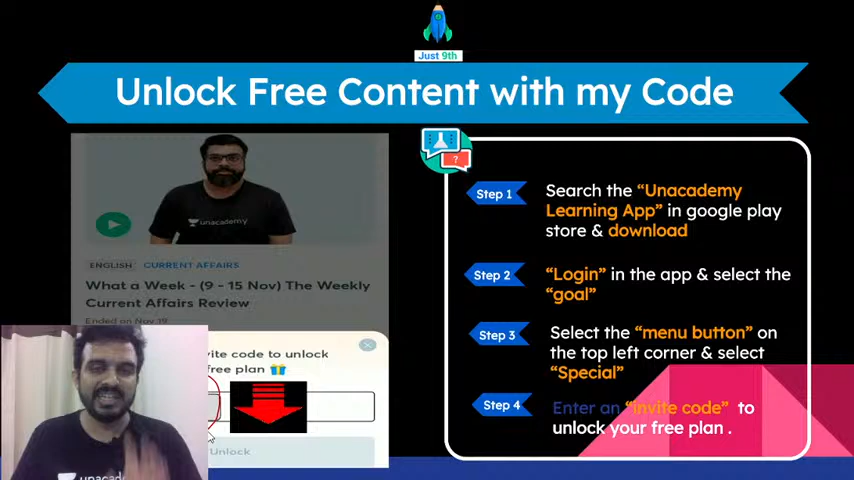 Just 9th
Unlock Free Content with my Code
unacademy
ENGLISH CURRENT AFFAIRS
What a Week - (9 - 15 Nov) The Weekly
Current Affairs Review
Ended on Nov 19
code to unlock
free plan
Unlock
Step 1
Search the "Unacademy
Learning App" in google play
store & download
Step 2
"Login" in the app & select the
"goal"
Step 3
Select the "menu button" on
the top left corner & select
"Special"
Step 4
Enter an "invite code" to
unlock your free plan .